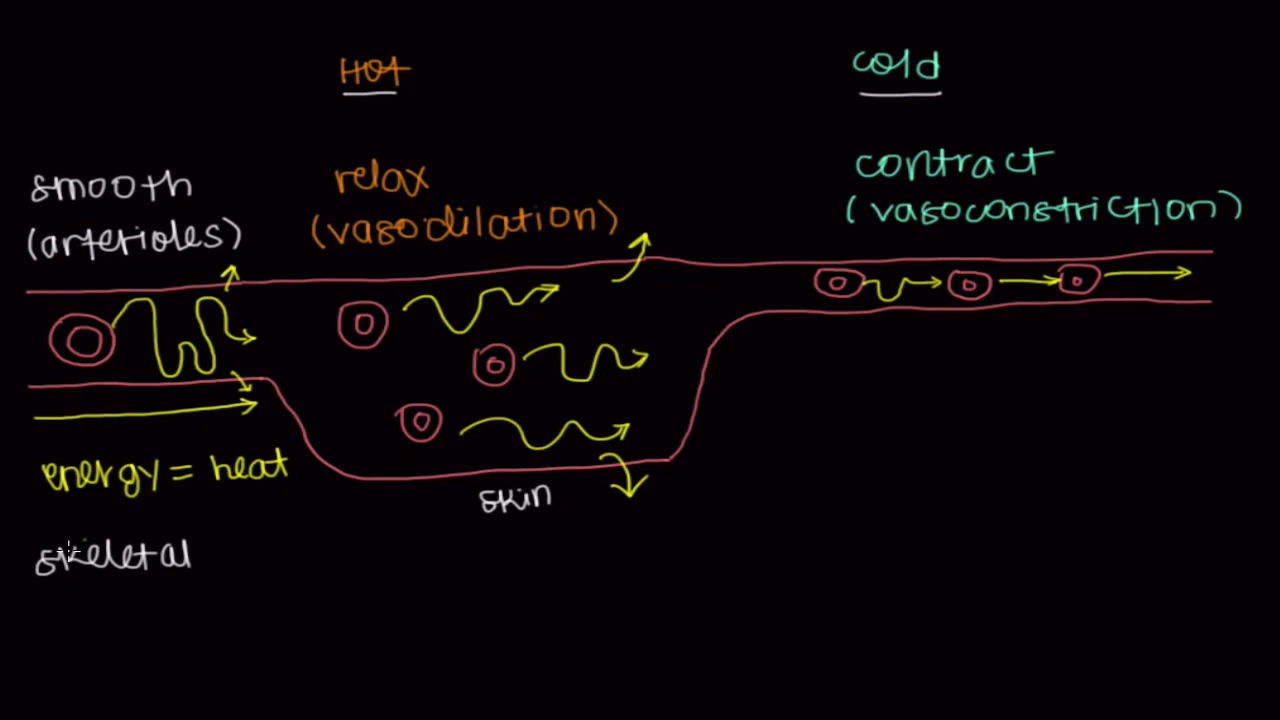 Hot
cold
smooth
(arterioles)
relax
(vasodilation)
contract
(vasoconstriction)
energy = heat
skin
skeletal